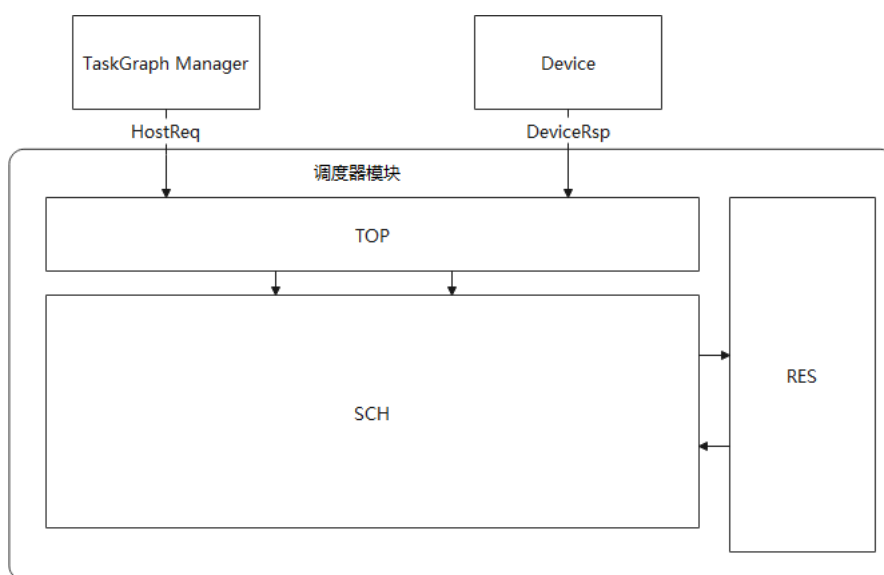 TaskGraph Manager
Device
HostReq
DeviceRsp
调度器模块
TOP
SCH
RES